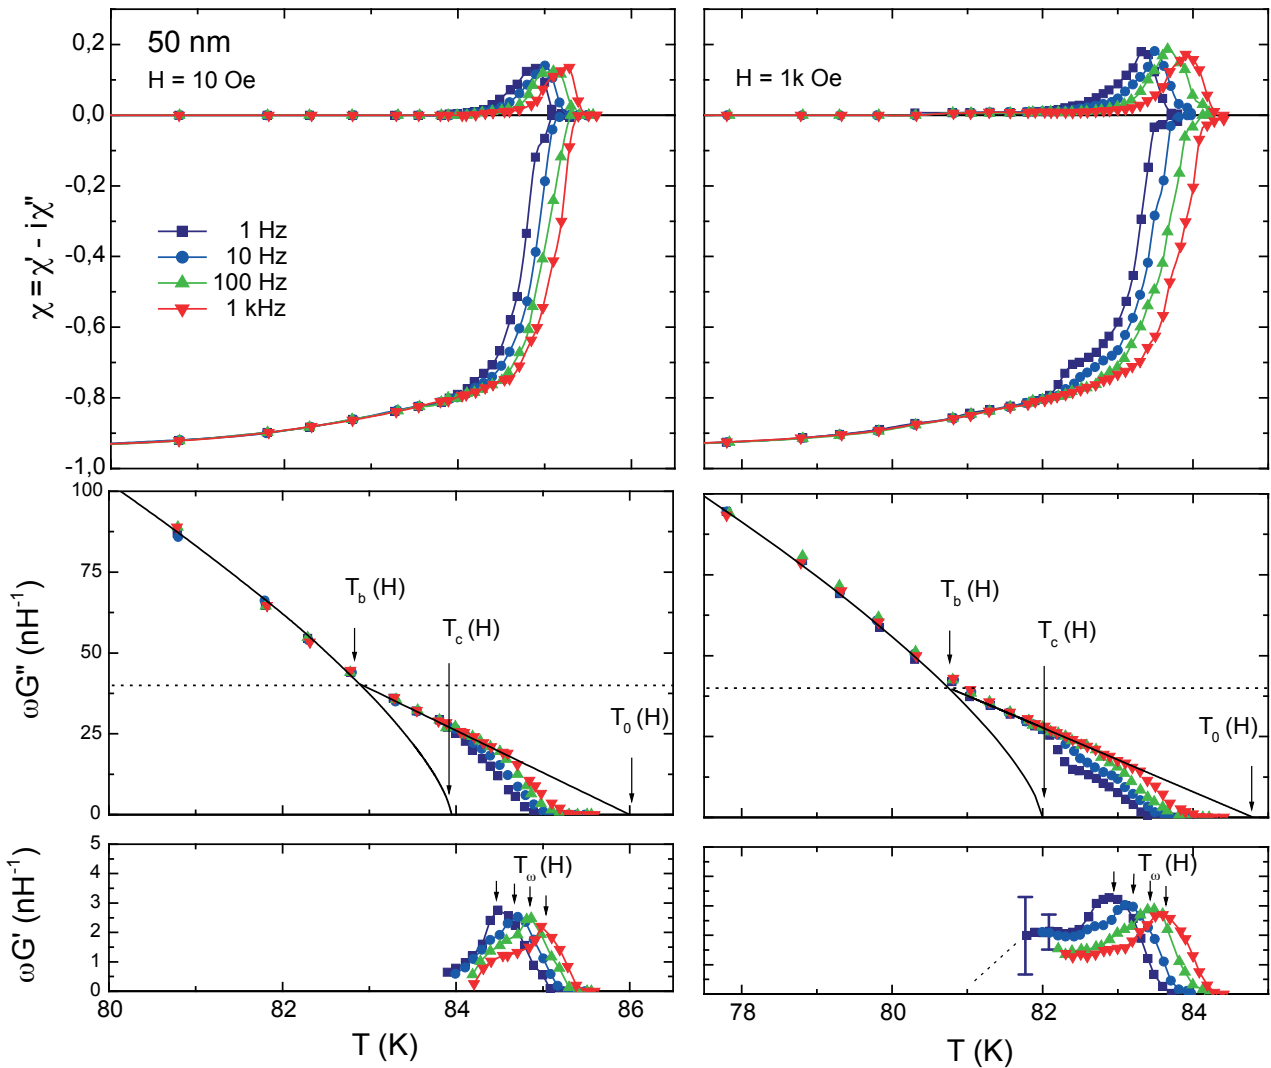 50 nm
H = 10 Oe
H = 1k Oe
0,2
0.0
-0,2
-0,4
-0,6
-0,8
-1,0
χ = χ' - iχ"
1 Hz
10 Hz
100 Hz
1 kHz
100
75
50
25
0
ωG" (nH⁻¹)
T_b (H)
T_c (H)
T_0 (H)
T_b (H)
T_c (H)
T_0 (H)
5
4
3
2
1
0
ωG' (nH⁻¹)
T_ω (H)
T_ω (H)
80 82 84 86
78 80 82 84
T (K)
T (K)